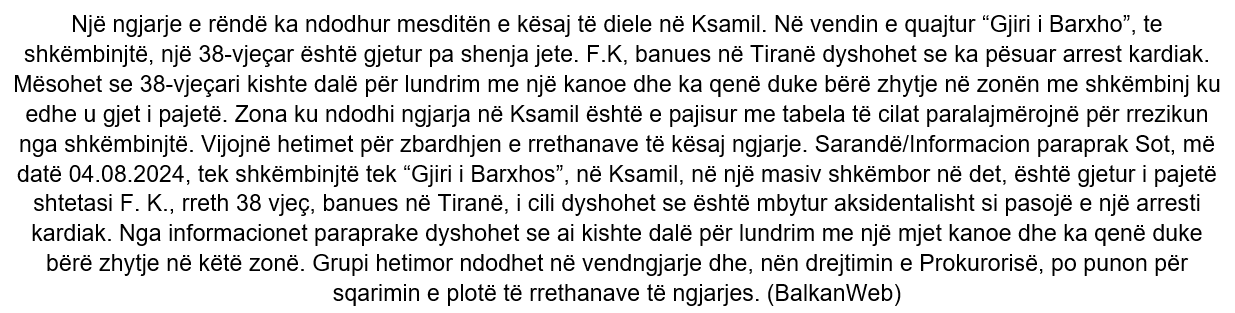 Një ngjarje e rëndë ka ndodhur mesditën e kësaj të diele në Ksamil. Në vendin e quajtur “Gjiri i Barxho”, te
shkëmbinjtë, një 38-vjeçar është gjetur pa shenja jete. F.K, banues në Tiranë dyshohet se ka pësuar arrest kardiak.
Mësohet se 38-vjeçari kishte dalë për lundrim me një kanoe dhe ka qenë duke bërë zhytje në zonën me shkëmbinj ku
edhe u gjet i pajetë. Zona ku ndodhi ngjarja në Ksamil është e pajisur me tabela të cilat paralajmërojnë për rrezikun
nga shkëmbinjtë. Vijojnë hetimet për zbardhjen e rrethanave të kësaj ngjarje. Sarandë/Informacion paraprak Sot, më
datë 04.08.2024, tek shkëmbinjtë tek “Gjiri i Barxhos”, në Ksamil, në një masiv shkëmbor në det, është gjetur i pajetë
shtetasi F. K., rreth 38 vjeç, banues në Tiranë, i cili dyshohet se është mbytur aksidentalisht si pasojë e një arresti
kardiak. Nga informacionet paraprake dyshohet se ai kishte dalë për lundrim me një mjet kanoe dhe ka qenë duke
bërë zhytje në këtë zonë. Grupi hetimor ndodhet në vendngjarje dhe, nën drejtimin e Prokurorisë, po punon për
sqarimin e plotë të rrethanave të ngjarjes. (BalkanWeb)